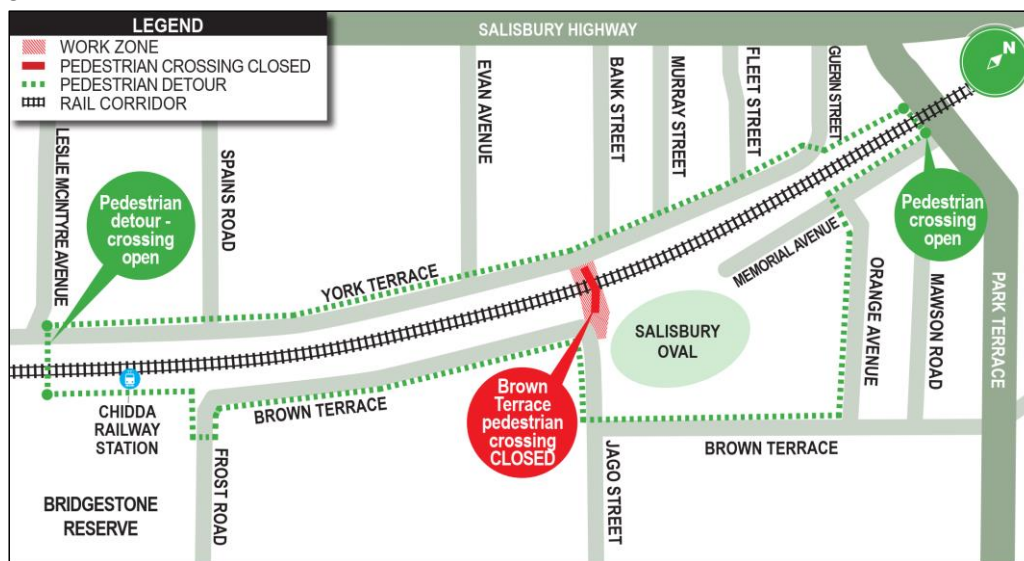 LEGEND
WORK ZONE
PEDESTRIAN CROSSING CLOSED
PEDESTRIAN DETOUR
RAIL CORRIDOR
SALISBURY HIGHWAY
N
LESLIE MCINTYRE AVENUE
SPAINS ROAD
EVAN AVENUE
BANK STREET
MURRAY STREET
FLEET STREET
GUERIN STREET
Pedestrian
detour -
crossing
open
Pedestrian
crossing
open
YORK TERRACE
MEMORIAL AVENUE
ORANGE AVENUE
MAWSON ROAD
PARK TERRACE
SALISBURY
OVAL
CHIDDA
RAILWAY
STATION
BROWN TERRACE
Brown
Terrace
pedestrian
crossing
CLOSED
BROWN TERRACE
FROST ROAD
JAGO STREET
BRIDGESTONE
RESERVE